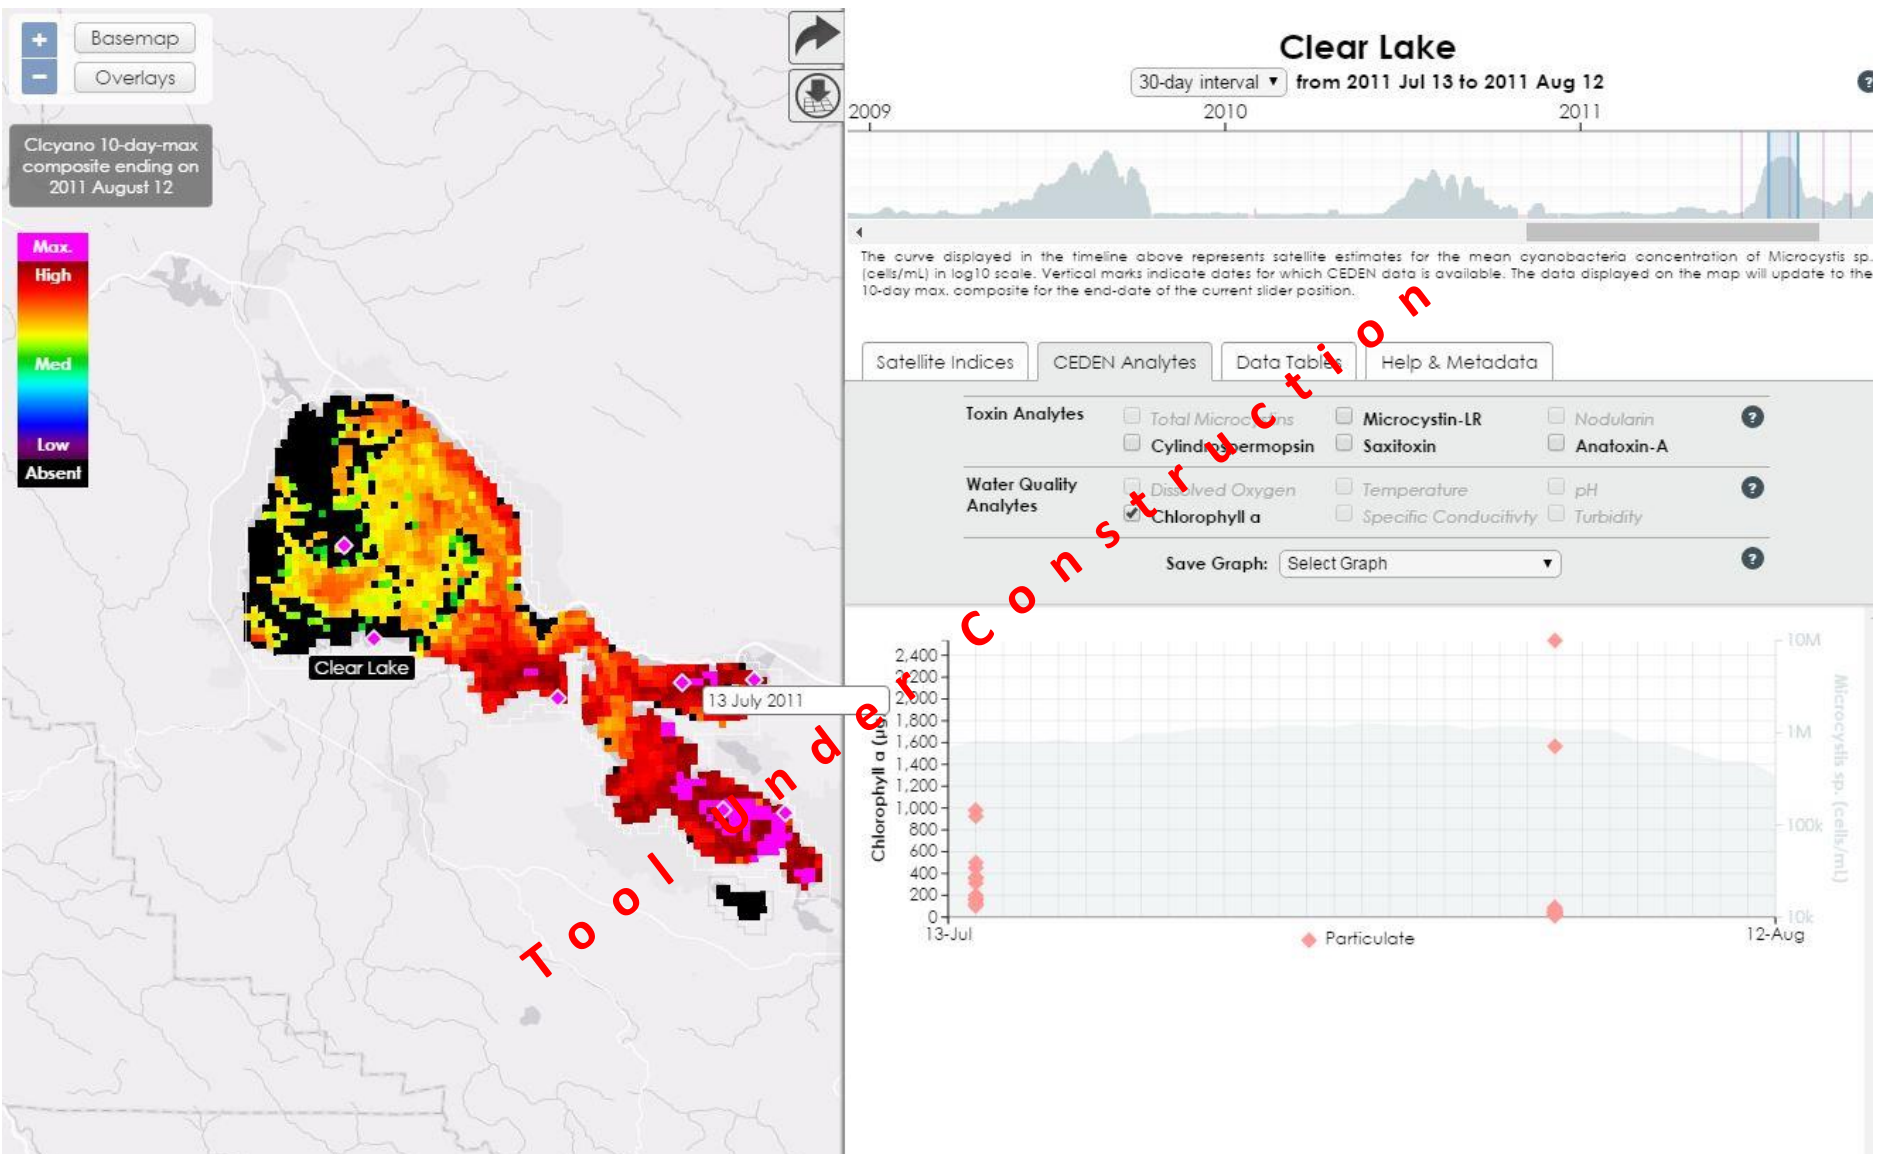 +
Basemap
−
Overlays
CIcyano 10-day-max
composite ending on
2011 August 12
Max.
High
Med
Low
Absent
Clear Lake
13 July 2011
Clear Lake
30-day interval ▼ from 2011 Jul 13 to 2011 Aug 12
?
2009 2010 2011
The curve displayed in the timeline above represents satellite estimates for the mean cyanobacteria concentration of Microcystis sp.
(cells/mL) in log10 scale. Vertical marks indicate dates for which CEDEN data is available. The data displayed on the map will update to the
10-day max. composite for the end-date of the current slider position.
Satellite Indices CEDEN Analytes Data Tables Help & Metadata
Toxin Analytes Total Microcystins Microcystin-LR Nodularin ?
Cylindrospermopsin Saxitoxin Anatoxin-A
Water Quality Dissolved Oxygen Temperature pH ?
Analytes Chlorophyll a Specific Conducitivty Turbidity
Save Graph: Select Graph ▼ ?
Tool Under Construction
2,400
2,200
2,000
1,800
1,600
1,400
1,200
1,000
800
600
400
200
0
Chlorophyll a (µg
10M
1M
100k
10k
Microcystis sp. (cells/mL)
13-Jul 12-Aug
Particulate